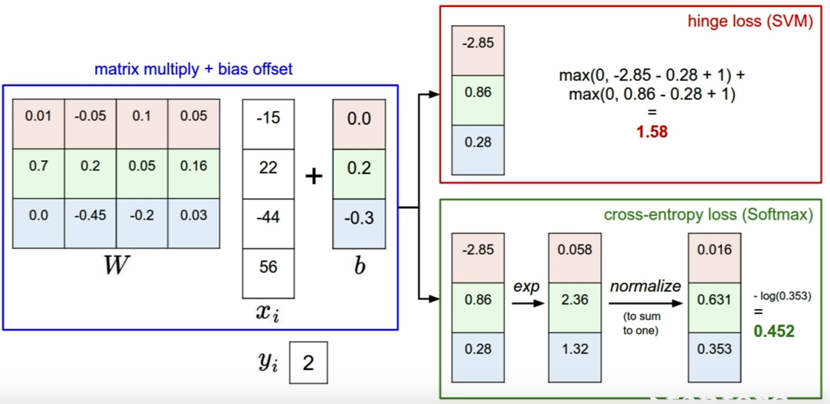 matrix multiply + bias offset
0.01 -0.05 0.1 0.05
0.7 0.2 0.05 0.16
0.0 -0.45 -0.2 0.03
W
-15
22
-44
56
xi
+
0.0
0.2
-0.3
b
yi 2
hinge loss (SVM)
-2.85
0.86
0.28
max(0, -2.85 - 0.28 + 1) +
max(0, 0.86 - 0.28 + 1)
=
1.58
cross-entropy loss (Softmax)
-2.85
0.86
0.28
exp
0.058
2.36
1.32
normalize
(to sum
to one)
0.016
0.631
0.353
- log(0.353)
=
0.452